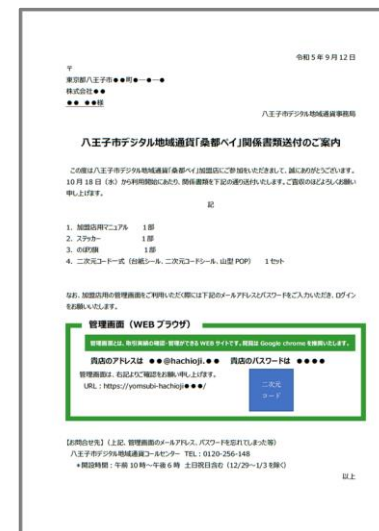 令和5年9月12日
〒
東京都八王子市●●町●ー●ー●
株式会社●●
●● ●●様
八王子市デジタル地域通貨事務局
八王子市デジタル地域通貨「桑都ペイ」関係書類送付のご案内
この度は八王子市デジタル地域通貨「桑都ペイ」加盟店にご参加をいただきまして、誠にありがとうございます。
10月18日（水）から利用開始にあたり、関係書類を下記の通り送付いたします。ご査収のほどよろしくお願い
申し上げます。
記
1. 加盟店用マニュアル 1部
2. ステッカー 1部
3. のぼり旗 1部
4. 二次元コード一式（台紙シール、二次元コードシール、山型POP） 1セット
なお、加盟店用の管理画面をご利用いただく際には下記のメールアドレスとパスワードをご入力いただき、ログイン
をお願いいたします。
管理画面（WEBブラウザ）
管理画面とは、取引実績の確認・管理ができるWEBサイトです。閲覧はGoogle chromeを推奨いたします。
貴店のアドレスは ●●@hachioji.●● 貴店のパスワードは ●●●●
管理画面は、右記よりご確認をお願い申し上げます。
URL：https://yomsubi-hachioji●●●/
二次元
コード
【お問合せ先】（上記、管理画面のメールアドレス、パスワードを忘れてしまった等）
八王子市デジタル地域通貨コールセンター TEL：0120-256-148
*開設時間：午前10時～午後6時 土日祝日含む（12/29～1/3を除く）
以上